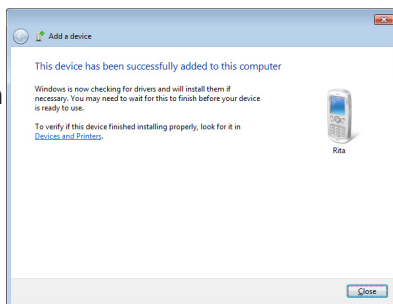 Add a device
This device has been successfully added to this computer
Windows is now checking for drivers and will install them if
necessary. You may need to wait for this to finish before your device
is ready to use.
To verify if this device finished installing properly, look for it in
Devices and Printers.
Rita
Close